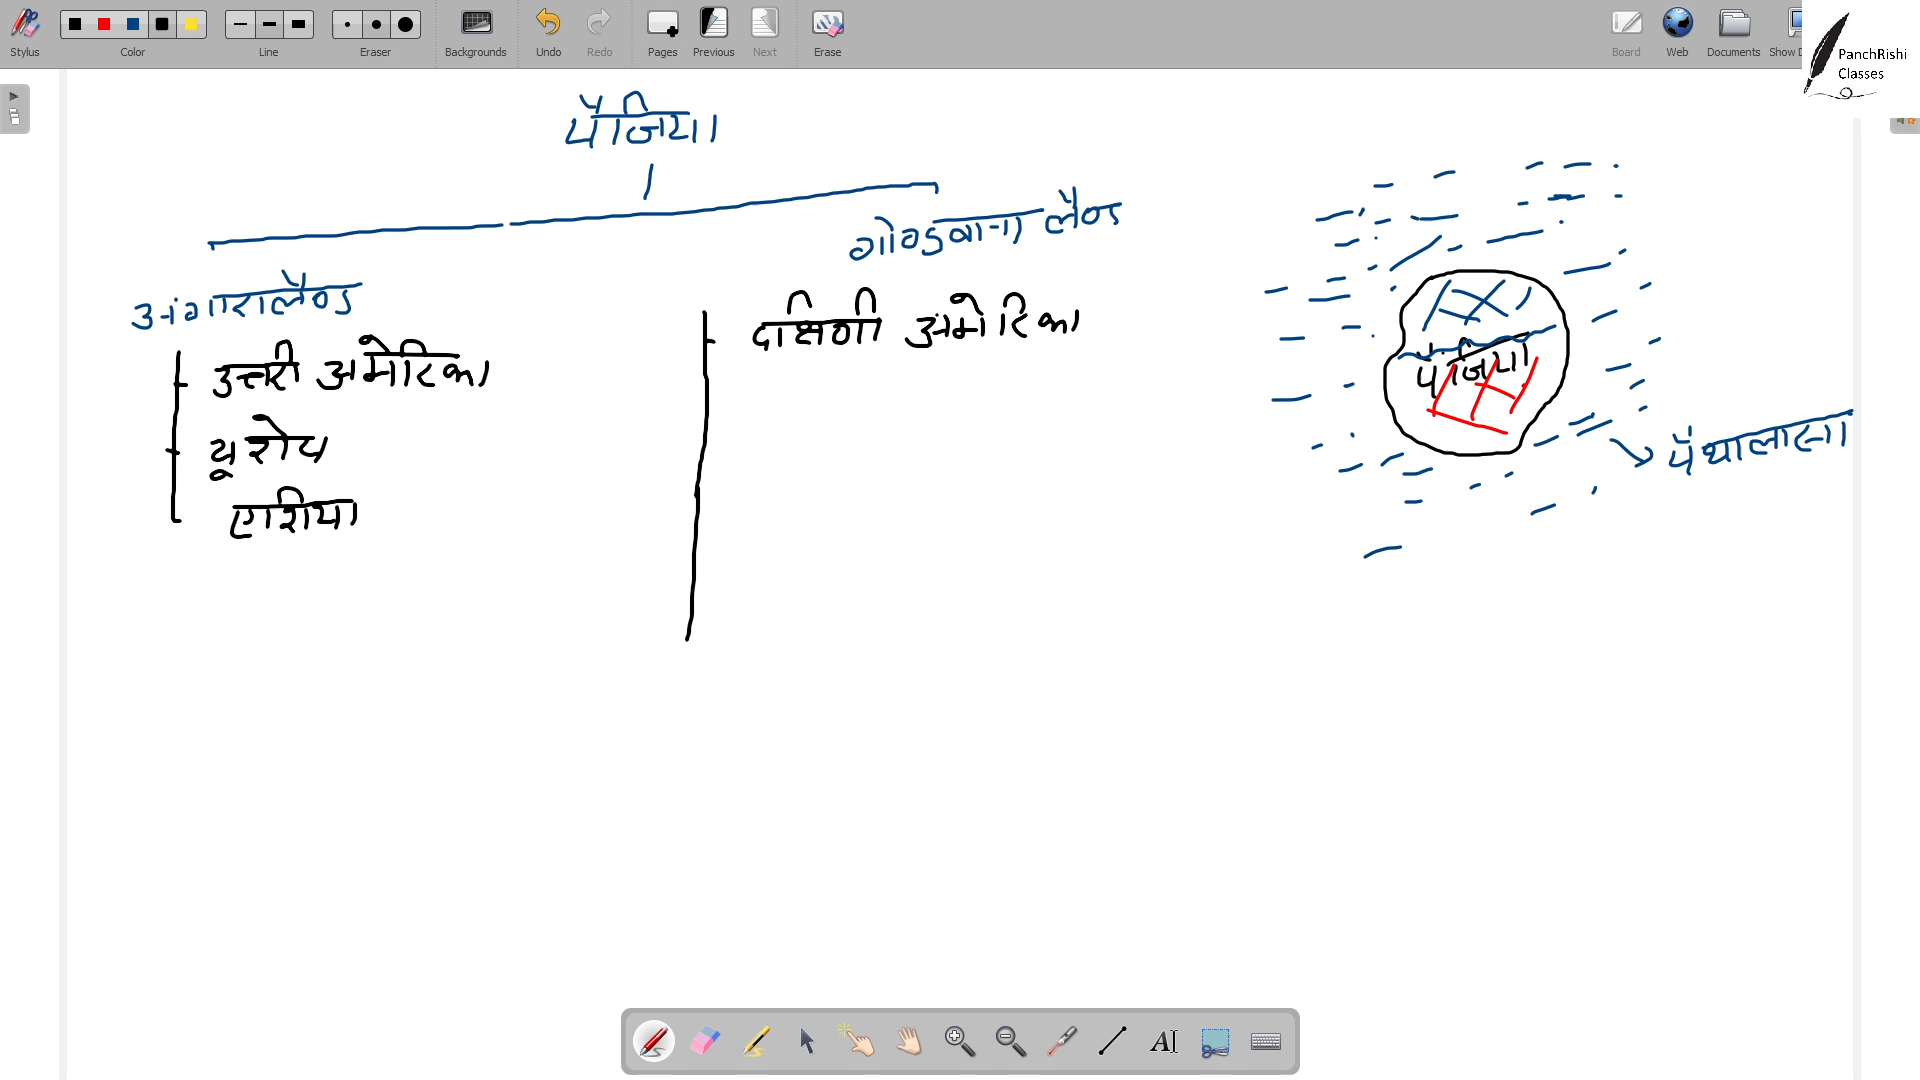 Stylus
Color
Line
Eraser
Backgrounds
Undo
Redo
Pages
Previous
Next
Erase
Board
Web
Documents
Show D
PanchRishi
Classes
पैंजिया
अंगारालैण्ड
गोण्डवाना लैण्ड
उत्तरी अमेरिका
यूरोप
एशिया
दक्षिणी अमेरिका
पैंजिया
पैंथालासा